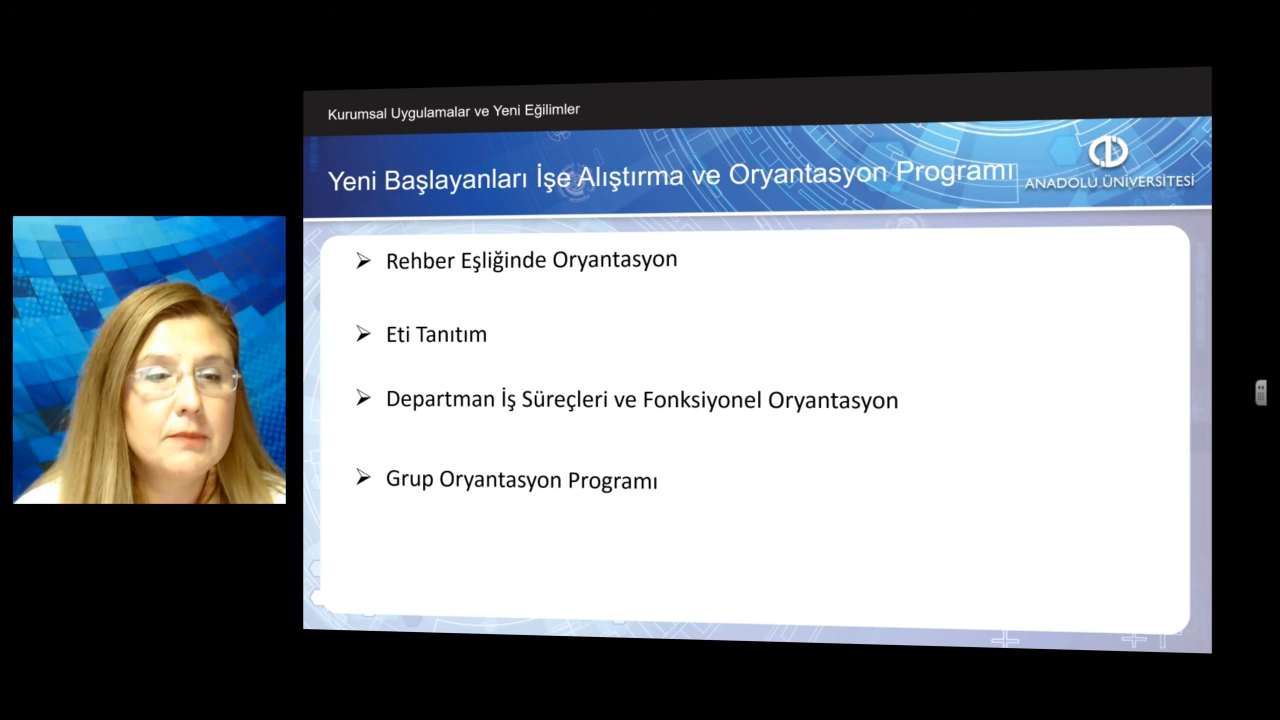 Kurumsal Uygulamalar ve Yeni Eğilimler
Yeni Başlayanları İşe Alıştırma ve Oryantasyon Programı
ANADOLU ÜNİVERSİTESİ
Rehber Eşliğinde Oryantasyon
Eti Tanıtım
Departman İş Süreçleri ve Fonksiyonel Oryantasyon
Grup Oryantasyon Programı